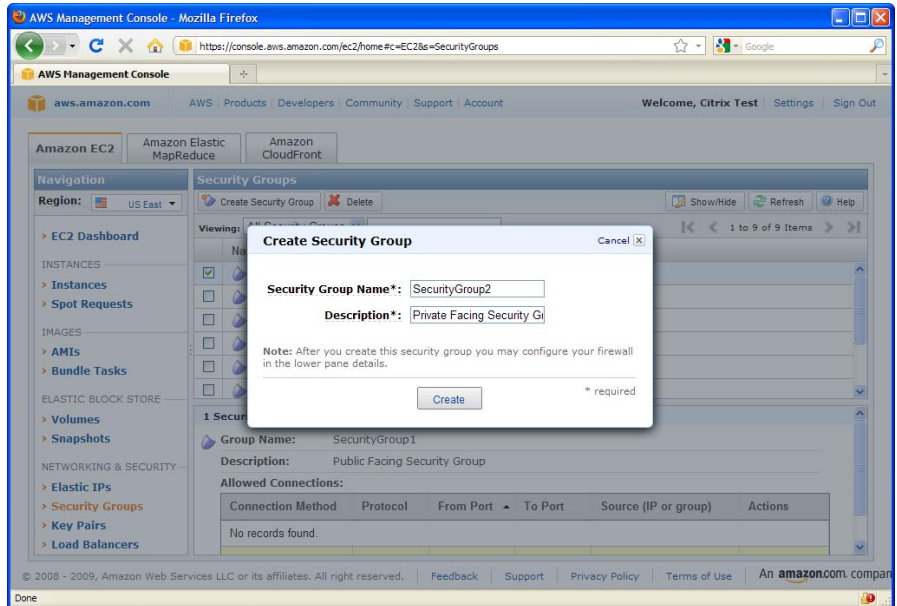 AWS Management Console - Mozilla Firefox
https://console.aws.amazon.com/ec2/home#c=EC2&s=SecurityGroups
Google
AWS Management Console
aws.amazon.com
AWS | Products | Developers | Community | Support | Account
Welcome, Citrix Test | Settings | Sign Out
Amazon EC2
Amazon Elastic MapReduce
Amazon CloudFront
Navigation
Region: US East
> EC2 Dashboard
INSTANCES
> Instances
> Spot Requests
IMAGES
> AMIs
> Bundle Tasks
ELASTIC BLOCK STORE
> Volumes
> Snapshots
NETWORKING & SECURITY
> Elastic IPs
> Security Groups
> Key Pairs
> Load Balancers
Security Groups
Create Security Group Delete
Show/Hide Refresh Help
Viewing: All Security Groups
1 to 9 of 9 Items
Na
Create Security Group
Cancel
Security Group Name*: SecurityGroup2
Description*: Private Facing Security Gr
Note: After you create this security group you may configure your firewall
in the lower pane details.
Create
* required
1 Secur
Group Name: SecurityGroup1
Description: Public Facing Security Group
Allowed Connections:
Connection Method Protocol From Port To Port Source (IP or group) Actions
No records found.
© 2008 - 2009, Amazon Web Services LLC or its affiliates. All right reserved. | Feedback | Support | Privacy Policy | Terms of Use | An amazon.com. compan
Done